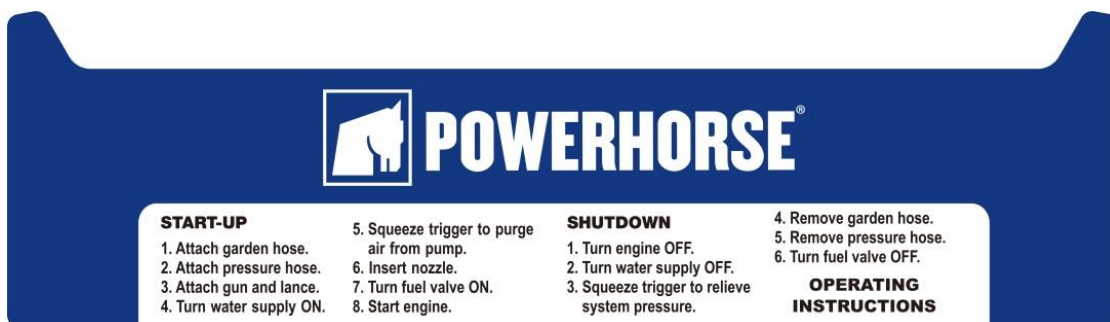 POWERHORSE®
START-UP
1. Attach garden hose.
2. Attach pressure hose.
3. Attach gun and lance.
4. Turn water supply ON.
5. Squeeze trigger to purge
air from pump.
6. Insert nozzle.
7. Turn fuel valve ON.
8. Start engine.
SHUTDOWN
1. Turn engine OFF.
2. Turn water supply OFF.
3. Squeeze trigger to relieve
system pressure.
4. Remove garden hose.
5. Remove pressure hose.
6. Turn fuel valve OFF.
OPERATING
INSTRUCTIONS